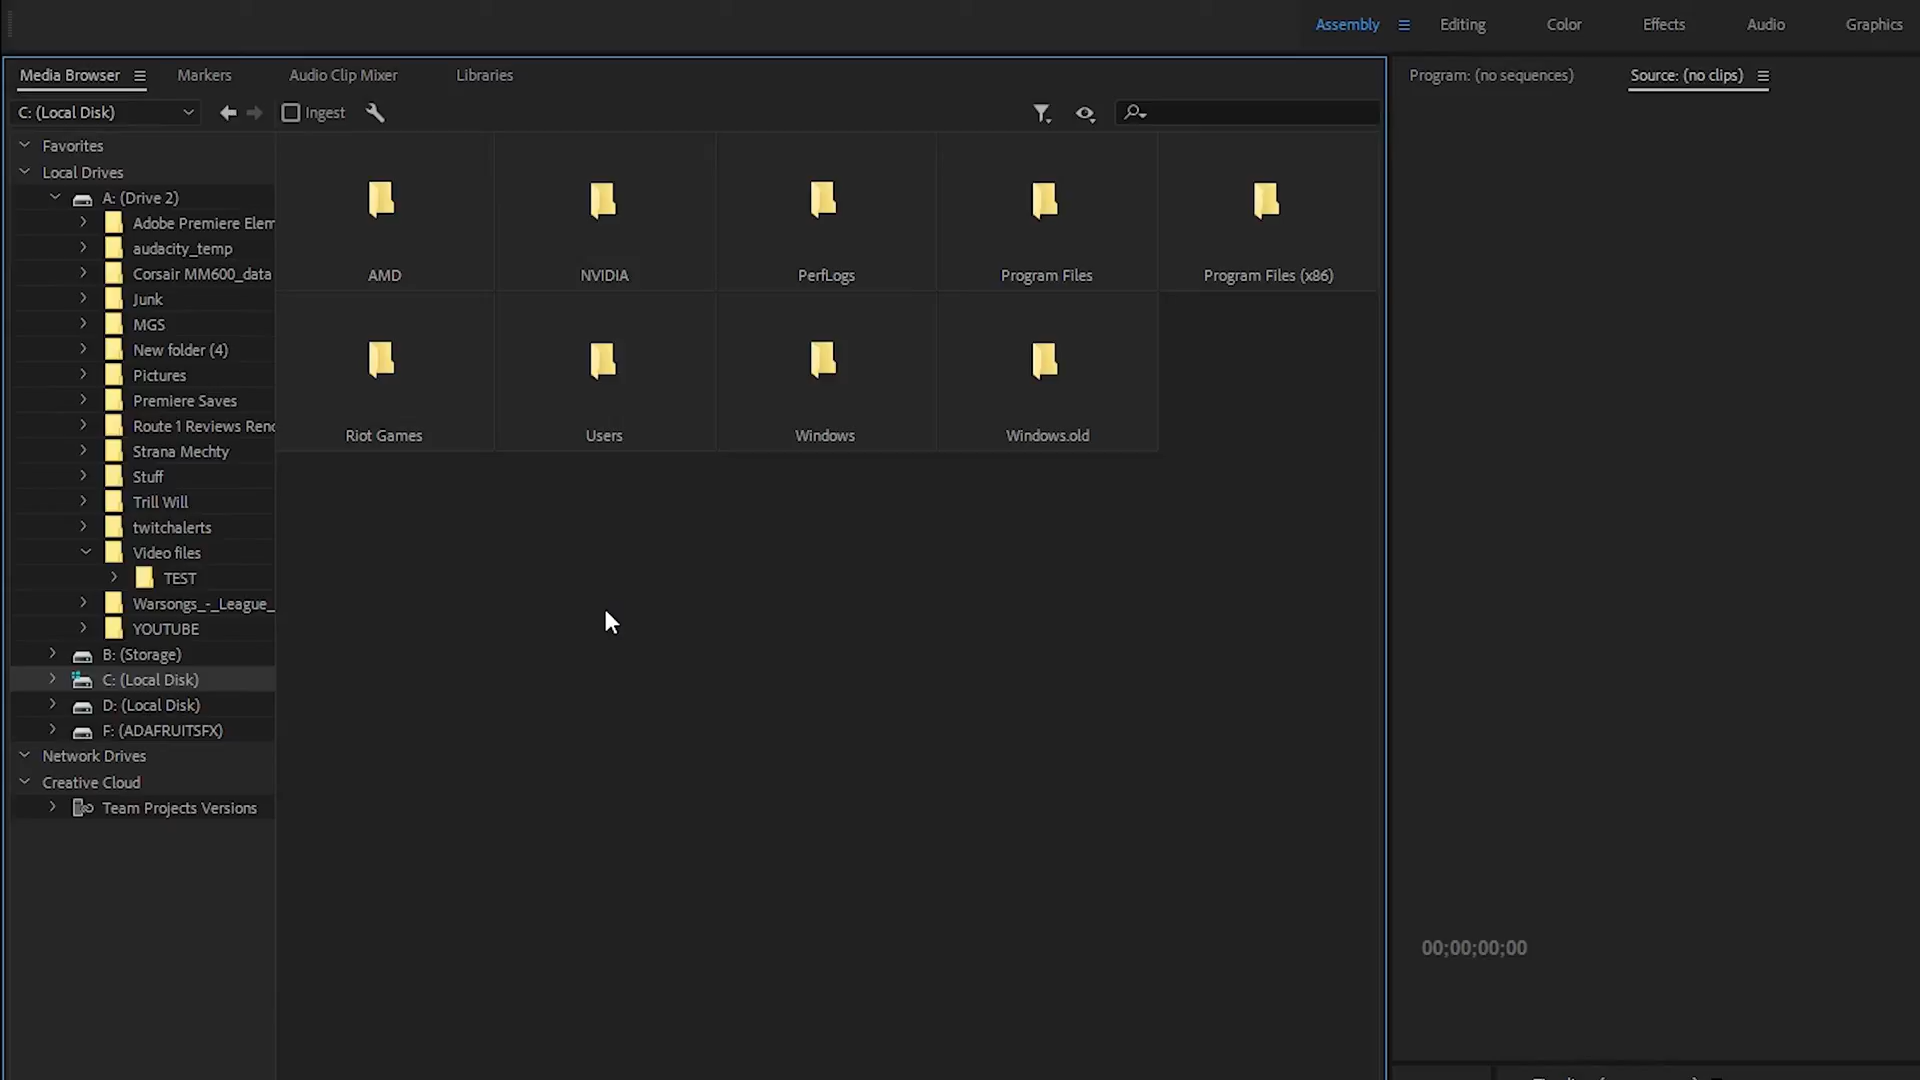 Assembly
Editing
Color
Effects
Audio
Graphics
Media Browser
Markers
Audio Clip Mixer
Libraries
Program: (no sequences)
Source: (no clips)
C: (Local Disk)
Ingest
Favorites
Local Drives
A: (Drive 2)
Adobe Premiere Elem
audacity_temp
Corsair MM600_data
Junk
MGS
New folder (4)
Pictures
Premiere Saves
Route 1 Reviews Rend
Strana Mechty
Stuff
Trill Will
twitchalerts
Video files
TEST
Warsongs_-_League_
YOUTUBE
B: (Storage)
C: (Local Disk)
D: (Local Disk)
F: (ADAFRUITSFX)
Network Drives
Creative Cloud
Team Projects Versions
AMD
NVIDIA
PerfLogs
Program Files
Program Files (x86)
Riot Games
Users
Windows
Windows.old
00;00;00;00